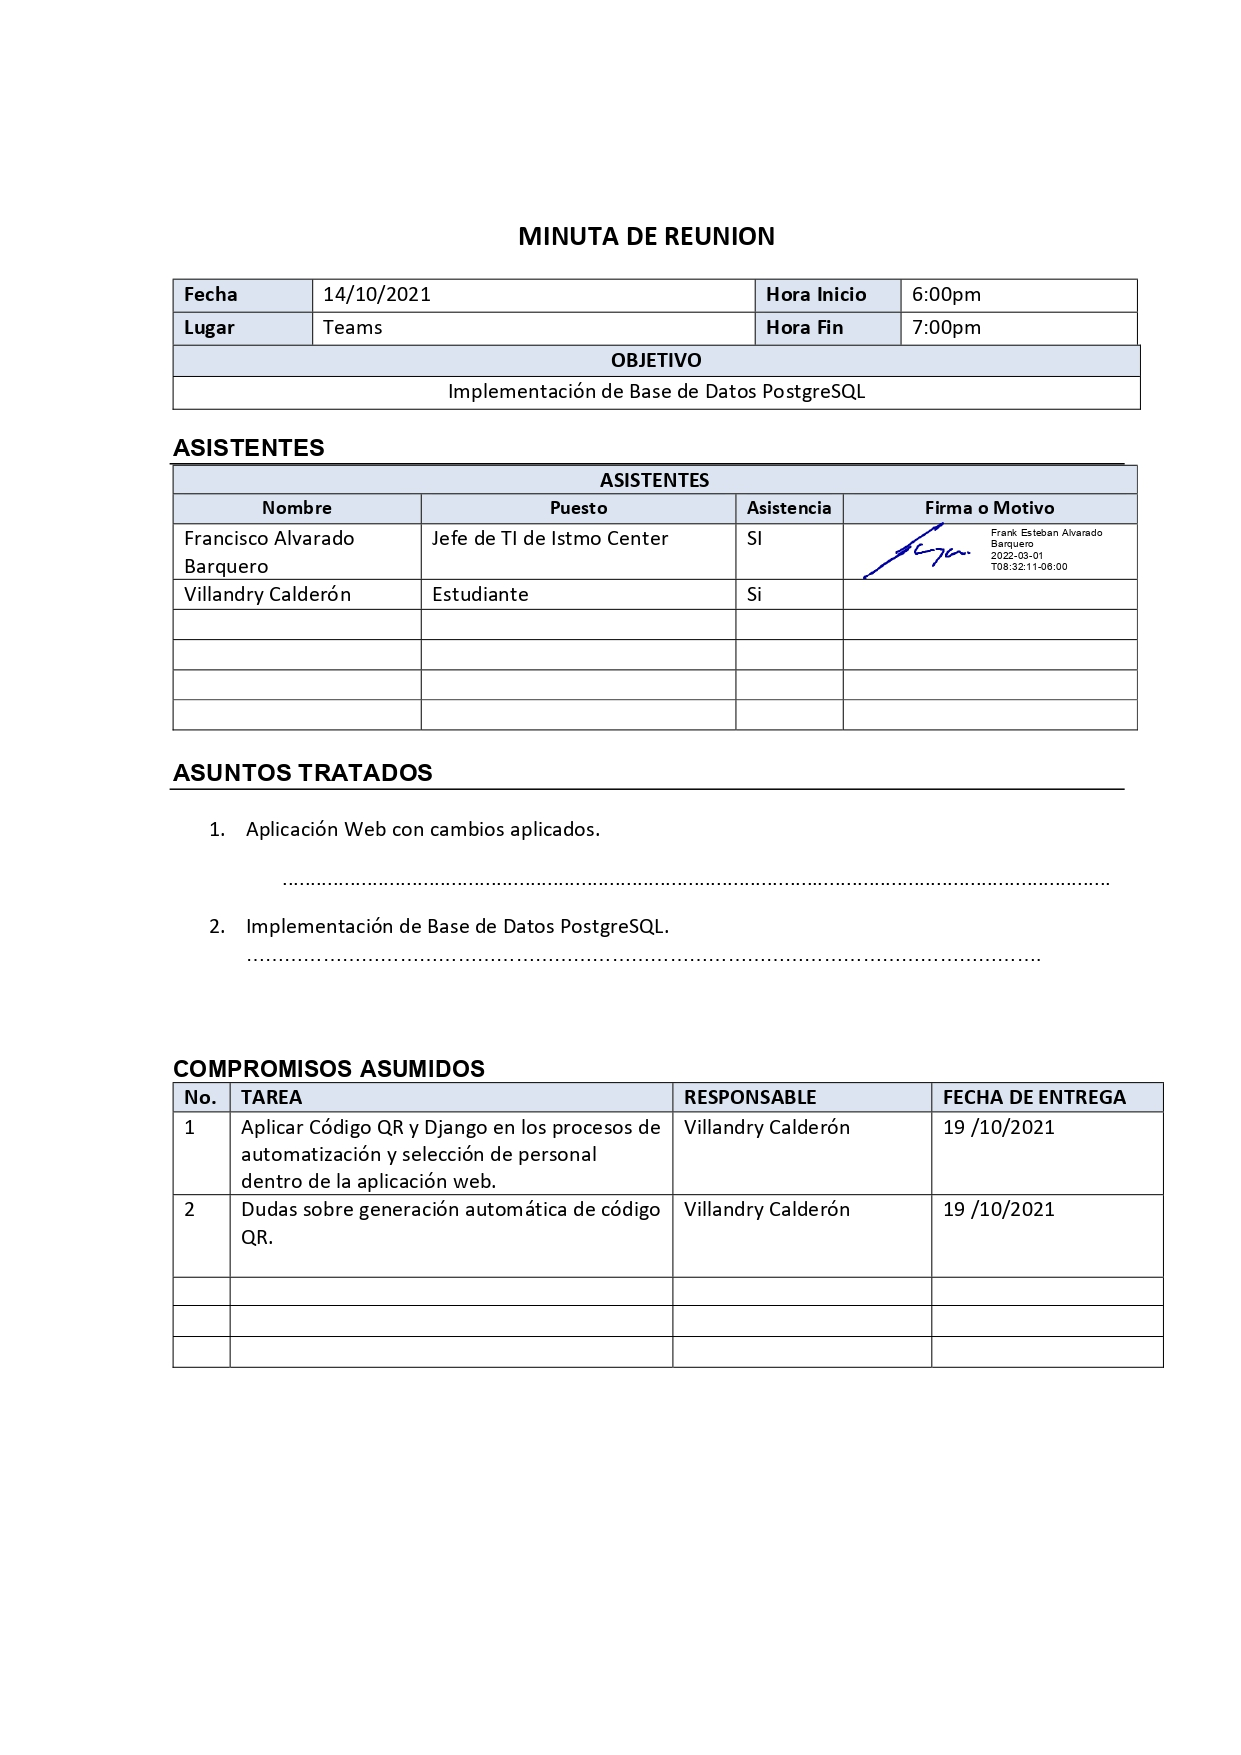 MINUTA DE REUNION
Fecha 14/10/2021 Hora Inicio 6:00pm
Lugar Teams Hora Fin 7:00pm
OBJETIVO
Implementación de Base de Datos PostgreSQL
ASISTENTES
ASISTENTES
Nombre Puesto Asistencia Firma o Motivo
Francisco Alvarado Jefe de TI de Istmo Center SI
Barquero
Frank Esteban Alvarado
Barquero
2022-03-01
T08:32:11-06:00
Villandry Calderón Estudiante Si
ASUNTOS TRATADOS
1. Aplicación Web con cambios aplicados.
2. Implementación de Base de Datos PostgreSQL.
COMPROMISOS ASUMIDOS
No. TAREA RESPONSABLE FECHA DE ENTREGA
1 Aplicar Código QR y Django en los procesos de Villandry Calderón 19 /10/2021
automatización y selección de personal
dentro de la aplicación web.
2 Dudas sobre generación automática de código Villandry Calderón 19 /10/2021
QR.